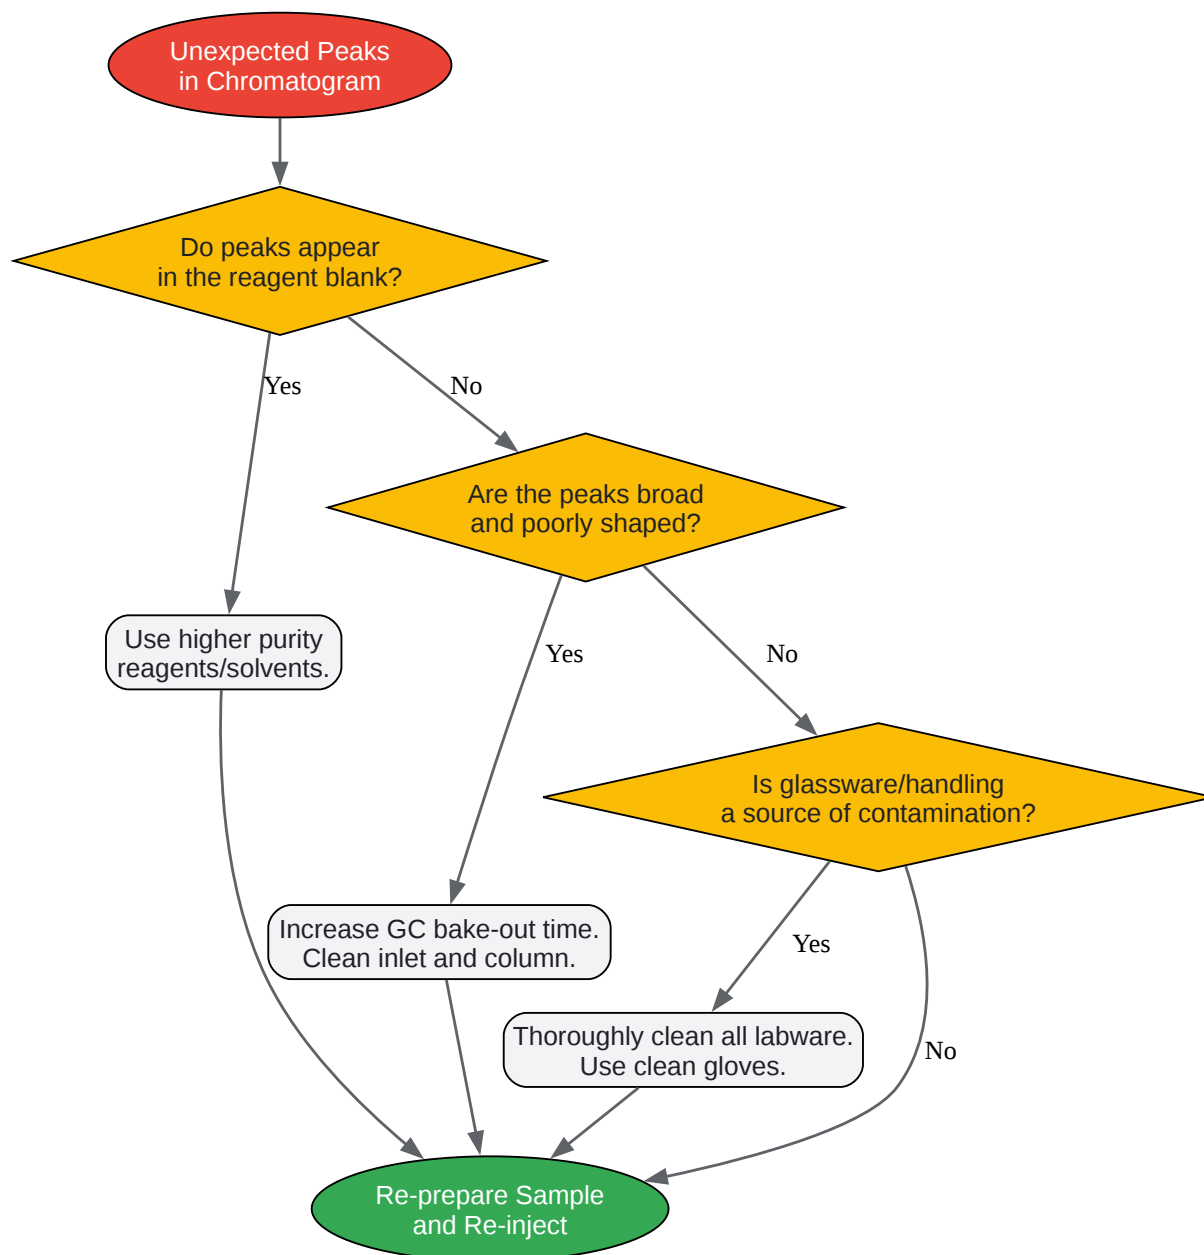 Unexpected Peaks
in Chromatogram
Do peaks appear
in the reagent blank?
Yes
No
Are the peaks broad
and poorly shaped?
Use higher purity
reagents/solvents.
Yes
No
Is glassware/handling
a source of contamination?
Increase GC bake-out time.
Clean inlet and column.
Yes
Thoroughly clean all labware.
Use clean gloves.
No
Re-prepare Sample
and Re-inject